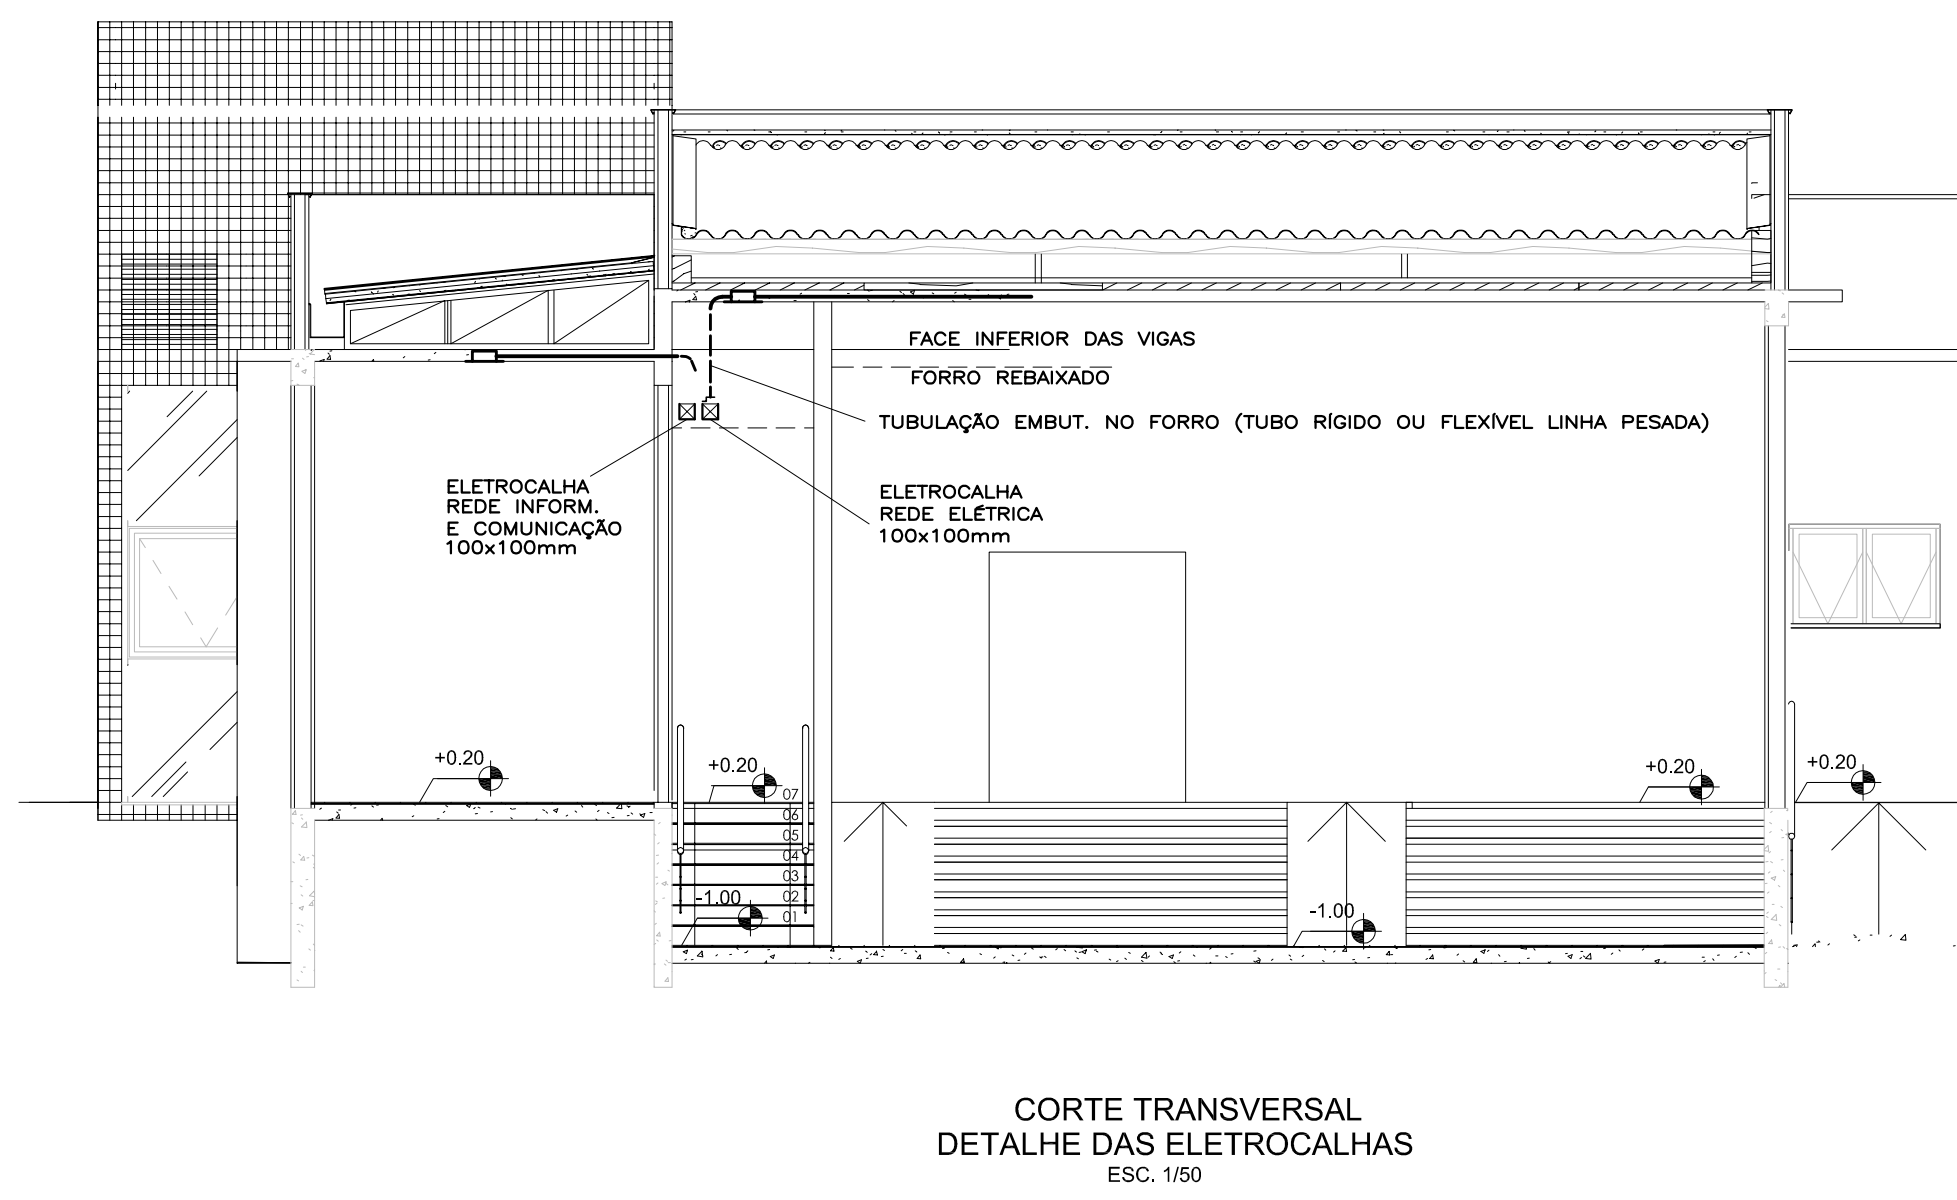 FACE INFERIOR DAS VIGAS
FORRO REBAIXADO
TUBULAÇÃO EMBUT. NO FORRO (TUBO RÍGIDO OU FLEXÍVEL LINHA PESADA)
ELETROCALHA
REDE INFORM.
E COMUNICAÇÃO
100x100mm
ELETROCALHA
REDE ELÉTRICA
100x100mm
+0.20
+0.20
+0.20
+0.20
07
06
05
04
03
02
01
-1.00
-1.00
CORTE TRANSVERSAL
DETALHE DAS ELETROCALHAS
ESC. 1/50